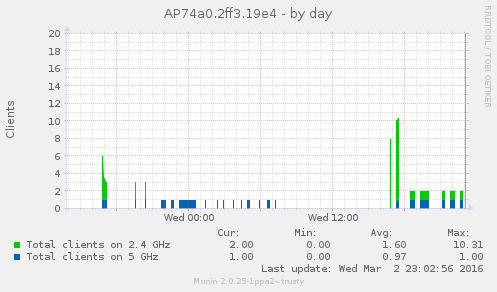 AP74a0.2ff3.19e4 - by day
RRDTOOL / TOBI OETIKER
Clients
20
18
16
14
12
10
8
6
4
2
0
Wed 00:00 Wed 12:00
Cur: Min: Avg: Max:
Total clients on 2.4 GHz 2.00 0.00 1.60 10.31
Total clients on 5 GHz 1.00 0.00 0.97 1.00
Last update: Wed Mar 2 23:02:56 2016
Munin 2.0.25-1ppa2~trusty